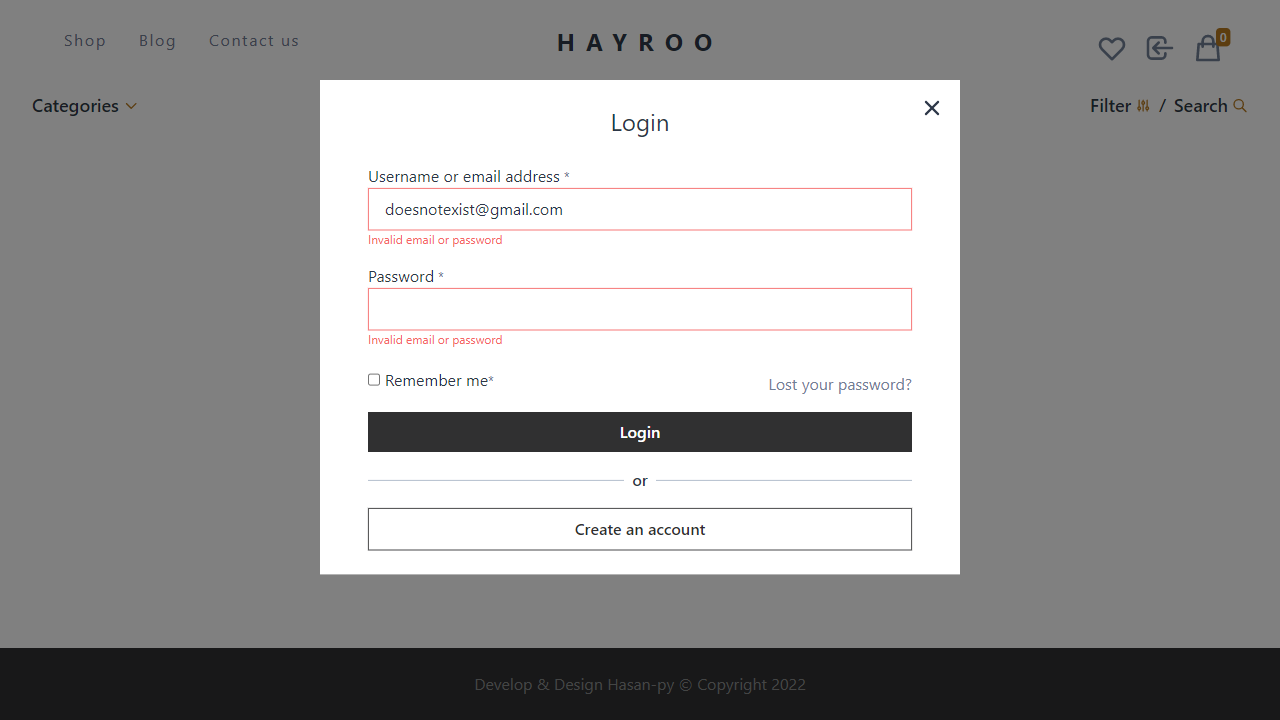 Shop Blog Contact us
HAYROO
0
Categories
Filter / Search
Login
Username or email address *
doesnotexist@gmail.com
Invalid email or password
Password *
Invalid email or password
Remember me*
Lost your password?
Login
or
Create an account
Develop & Design Hasan-py © Copyright 2022